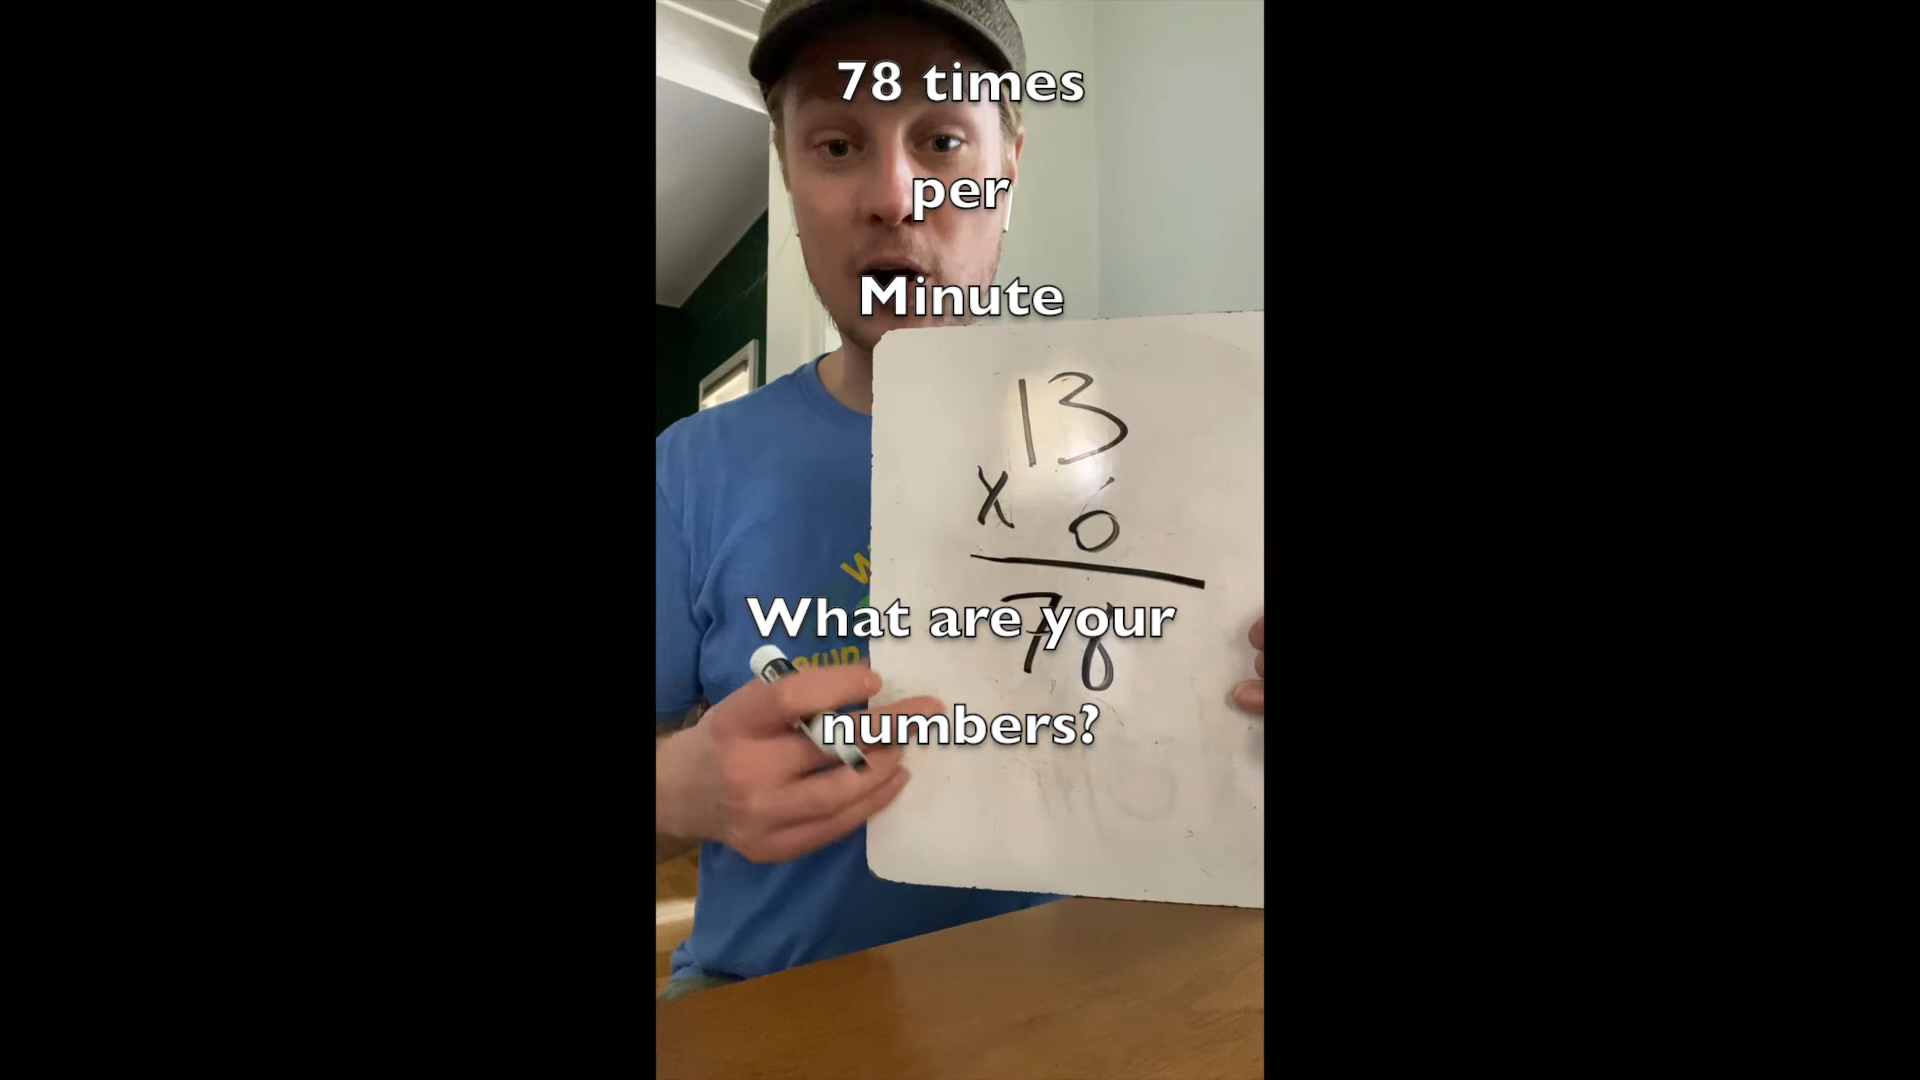 78 times
per
Minute
13
x 6
78
What are your
numbers?